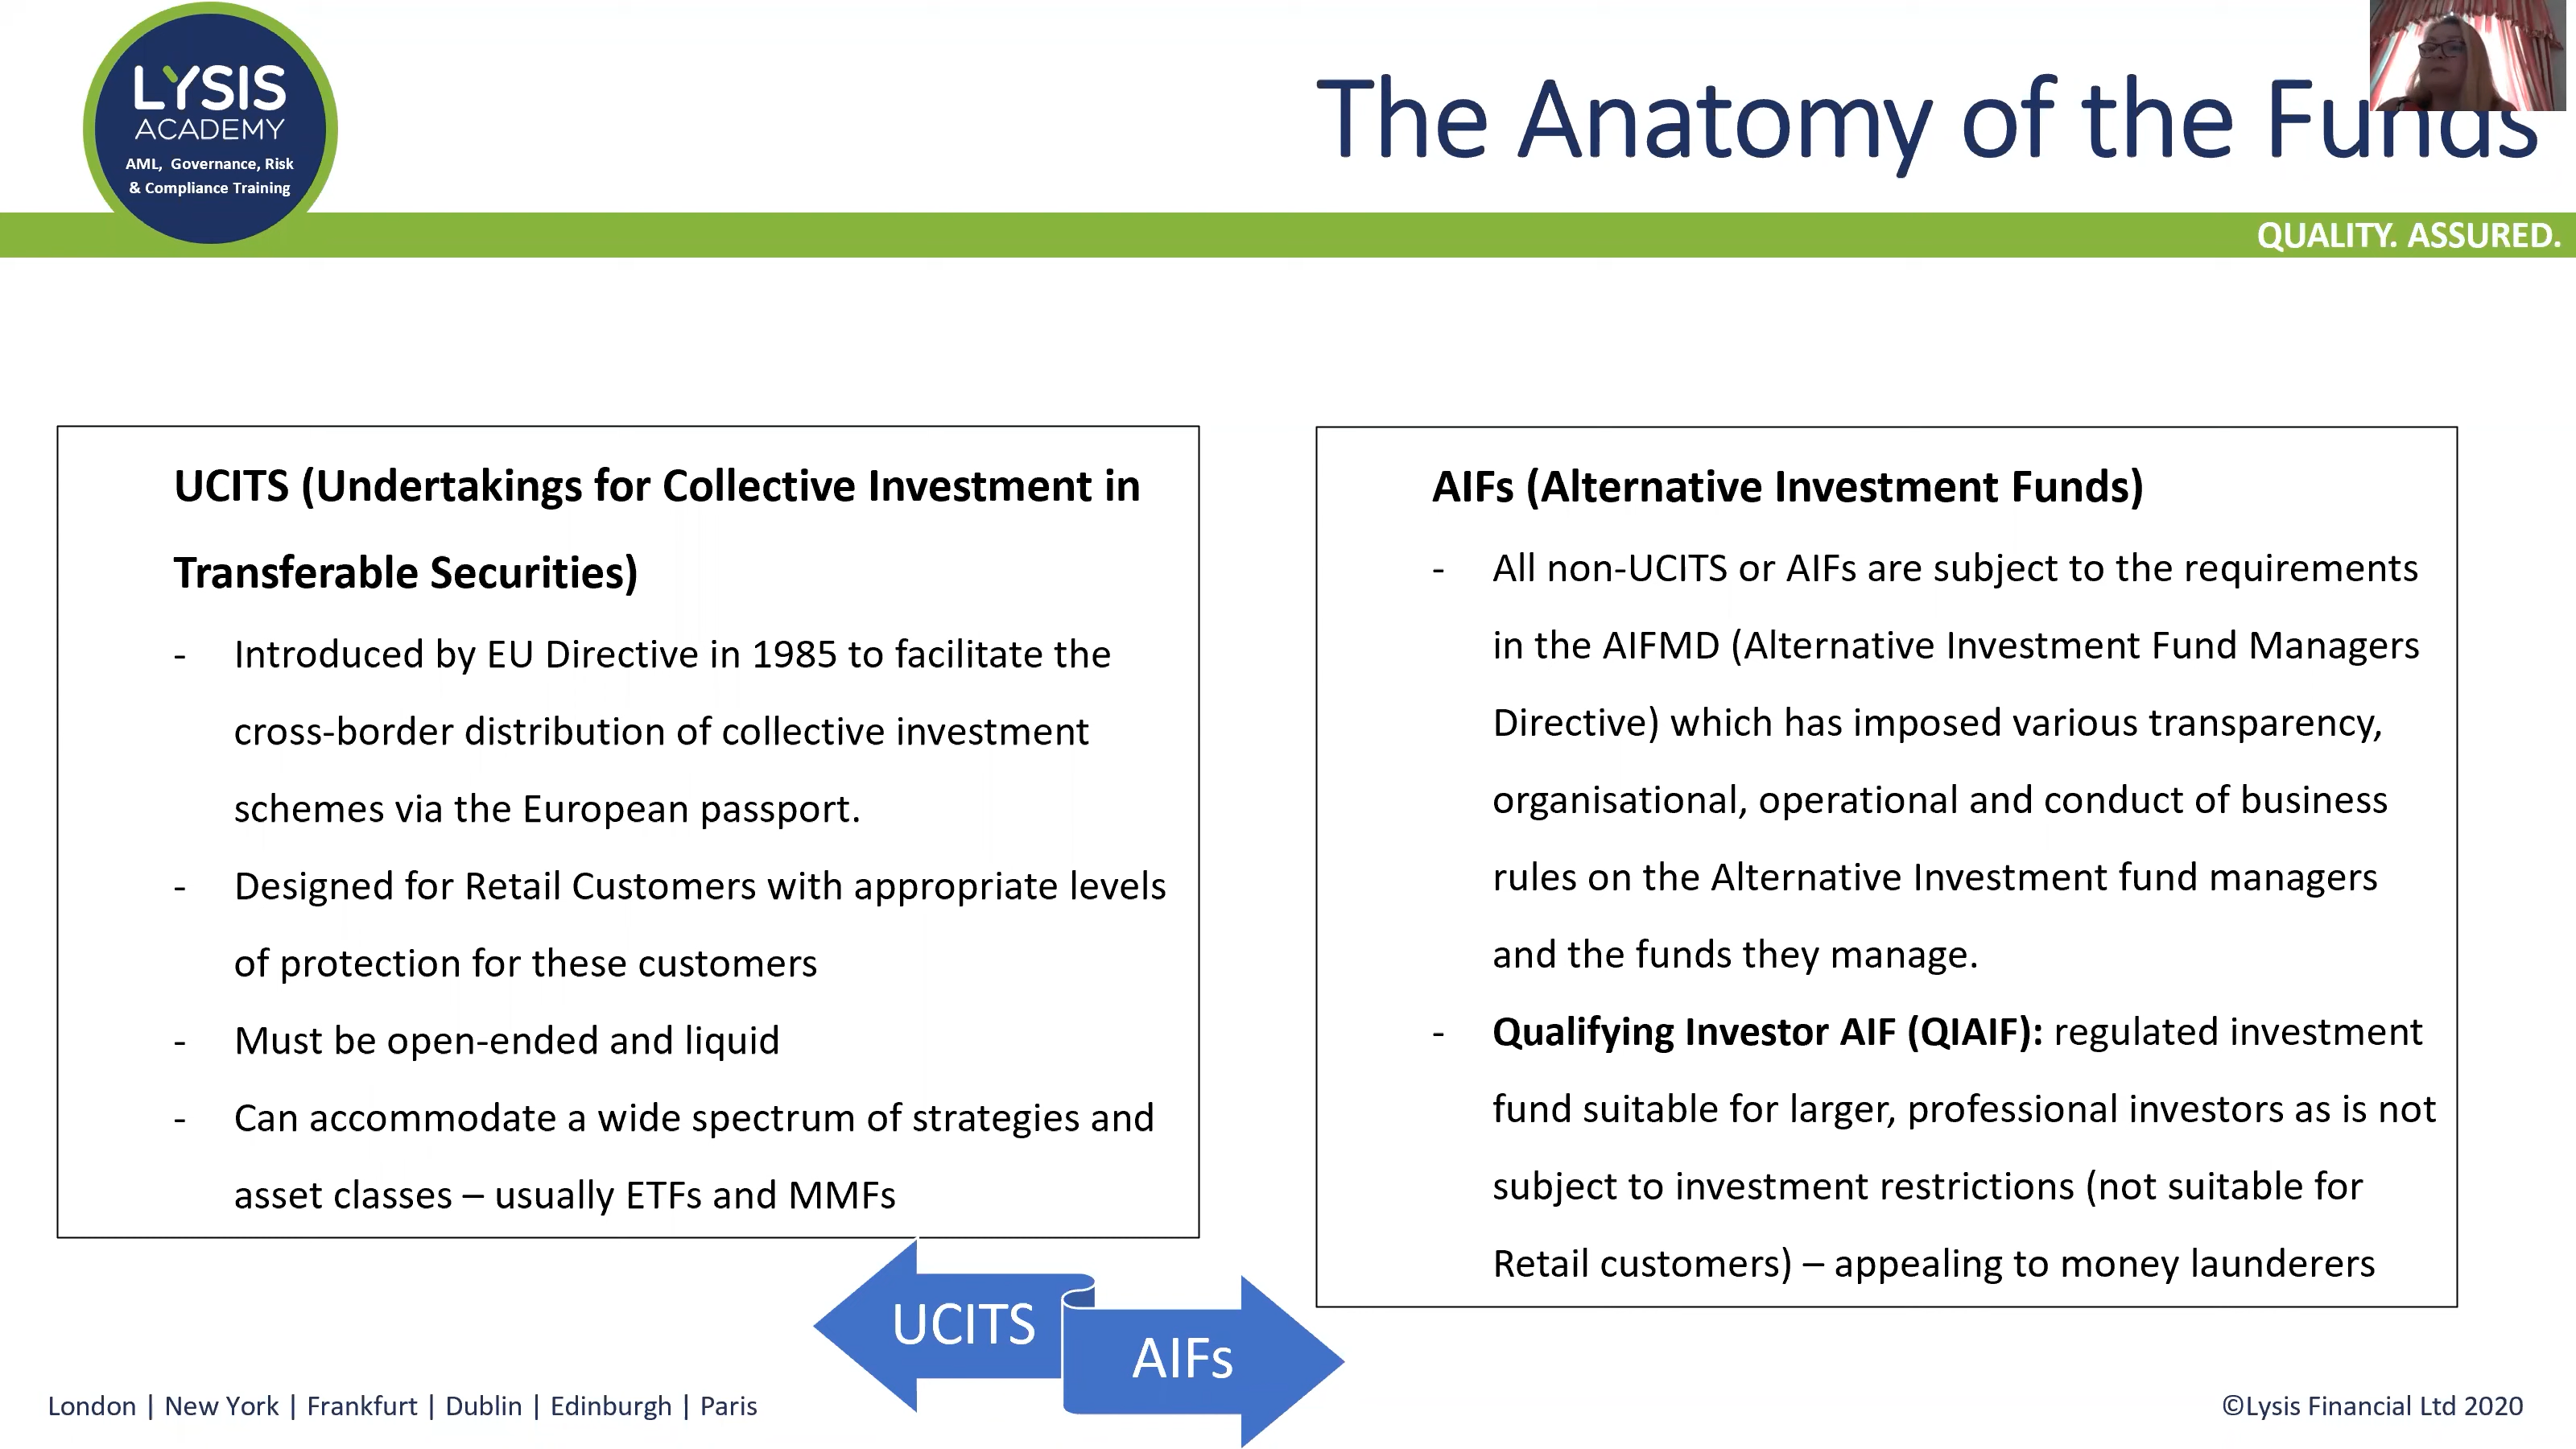 LYSIS
ACADEMY
AML, Governance, Risk
& Compliance Training
The Anatomy of the Funds
QUALITY. ASSURED.
UCITS (Undertakings for Collective Investment in
Transferable Securities)
- Introduced by EU Directive in 1985 to facilitate the
cross-border distribution of collective investment
schemes via the European passport.
- Designed for Retail Customers with appropriate levels
of protection for these customers
- Must be open-ended and liquid
- Can accommodate a wide spectrum of strategies and
asset classes – usually ETFs and MMFs
AIFs (Alternative Investment Funds)
- All non-UCITS or AIFs are subject to the requirements
in the AIFMD (Alternative Investment Fund Managers
Directive) which has imposed various transparency,
organisational, operational and conduct of business
rules on the Alternative Investment fund managers
and the funds they manage.
- Qualifying Investor AIF (QIAIF): regulated investment
fund suitable for larger, professional investors as is not
subject to investment restrictions (not suitable for
Retail customers) – appealing to money launderers
UCITS
AIFs
London | New York | Frankfurt | Dublin | Edinburgh | Paris
©Lysis Financial Ltd 2020